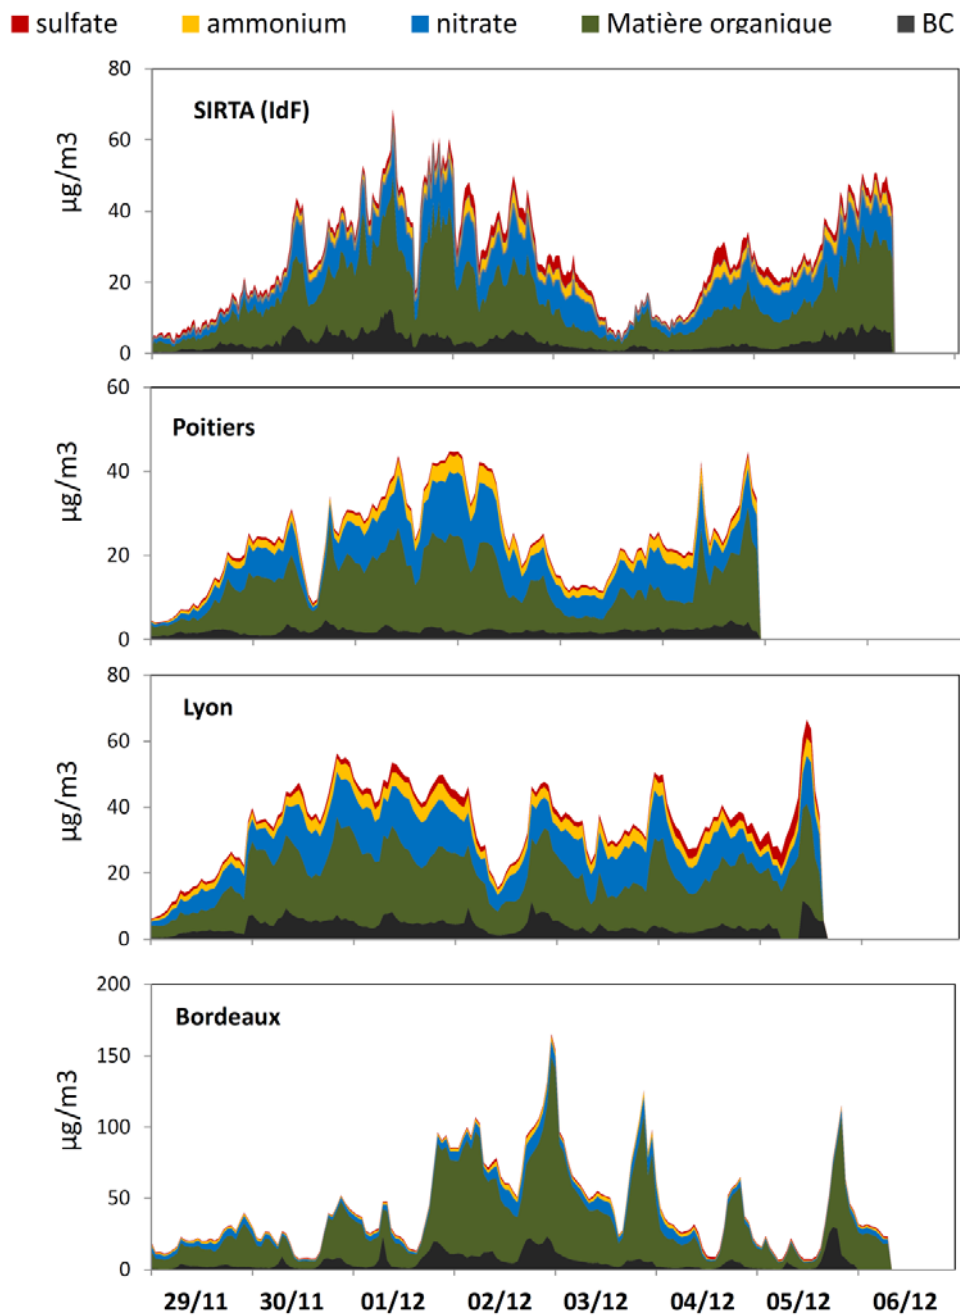 sulfate ammonium nitrate Matière organique BC
80
60
40
20
0
µg/m3
SIRTA (IdF)
60
40
20
0
µg/m3
Poitiers
80
60
40
20
0
µg/m3
Lyon
200
150
100
50
0
µg/m3
Bordeaux
29/11 30/11 01/12 02/12 03/12 04/12 05/12 06/12